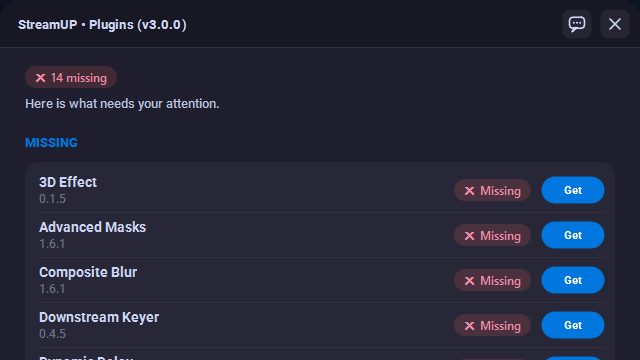 StreamUP • Plugins (v3.0.0)
14 missing
Here is what needs your attention.
MISSING
3D Effect
0.1.5
Missing
Get
Advanced Masks
1.6.1
Missing
Get
Composite Blur
1.6.1
Missing
Get
Downstream Keyer
0.4.5
Missing
Get